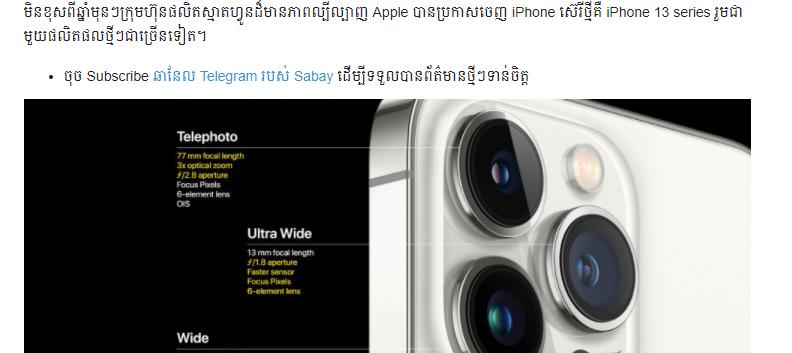 មិនខុសពីឆ្នាំមុនៗក្រុមហ៊ុនផលិតស្មាតហ្វូនដ៏មានភាពល្បីល្បាញ Apple បានប្រកាសចេញ iPhone ស៊េរីថ្មីគឺ iPhone 13 series រួមជា
មួយផលិតផលថ្មីៗជាច្រើនទៀត។
• ចុច Subscribe ឆានែល Telegram របស់ Sabay ដើម្បីទទួលបានព័ត៌មានថ្មីៗទាន់ចិត្ត
Telephoto
77 mm focal length
3x optical zoom
ƒ/2.8 aperture
Focus Pixels
6-element lens
OIS
Ultra Wide
13 mm focal length
ƒ/1.8 aperture
Faster sensor
Focus Pixels
6-element lens
Wide